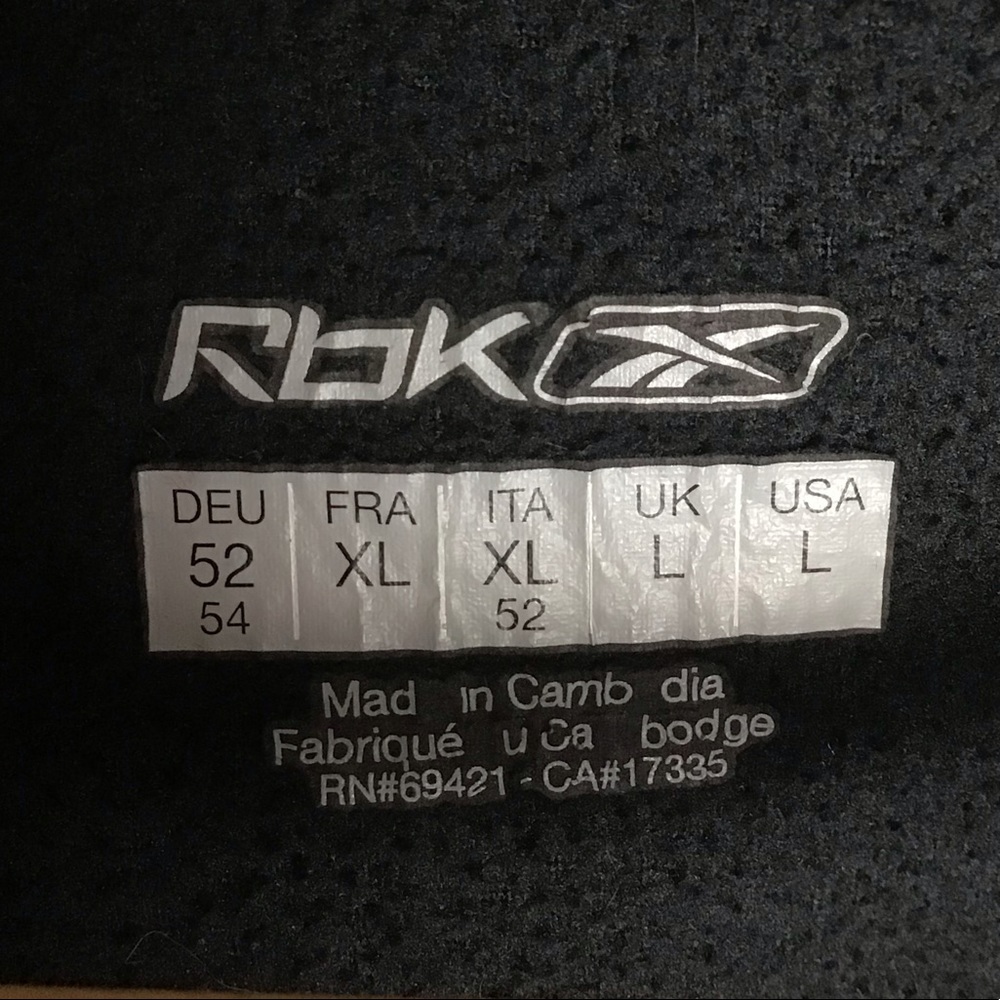 Rbk
DEU FRA ITA UK USA
52 XL XL L L
54 52
Mad in Camb dia
Fabriqué u Ca bodge
RN#69421 - CA#17335